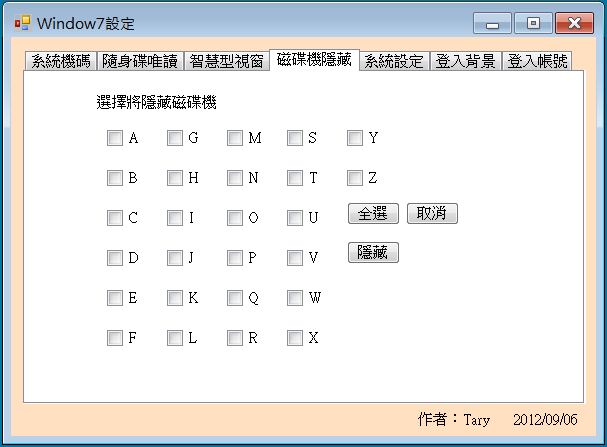 Window7設定
系統機碼 隨身碟唯讀 智慧型視窗 磁碟機隱藏 系統設定 登入背景 登入帳號
選擇將隱藏磁碟機
A G M S Y
B H N T Z
C I O U 全選 取消
D J P V 隱藏
E K Q W
F L R X
作者：Tary 2012/09/06